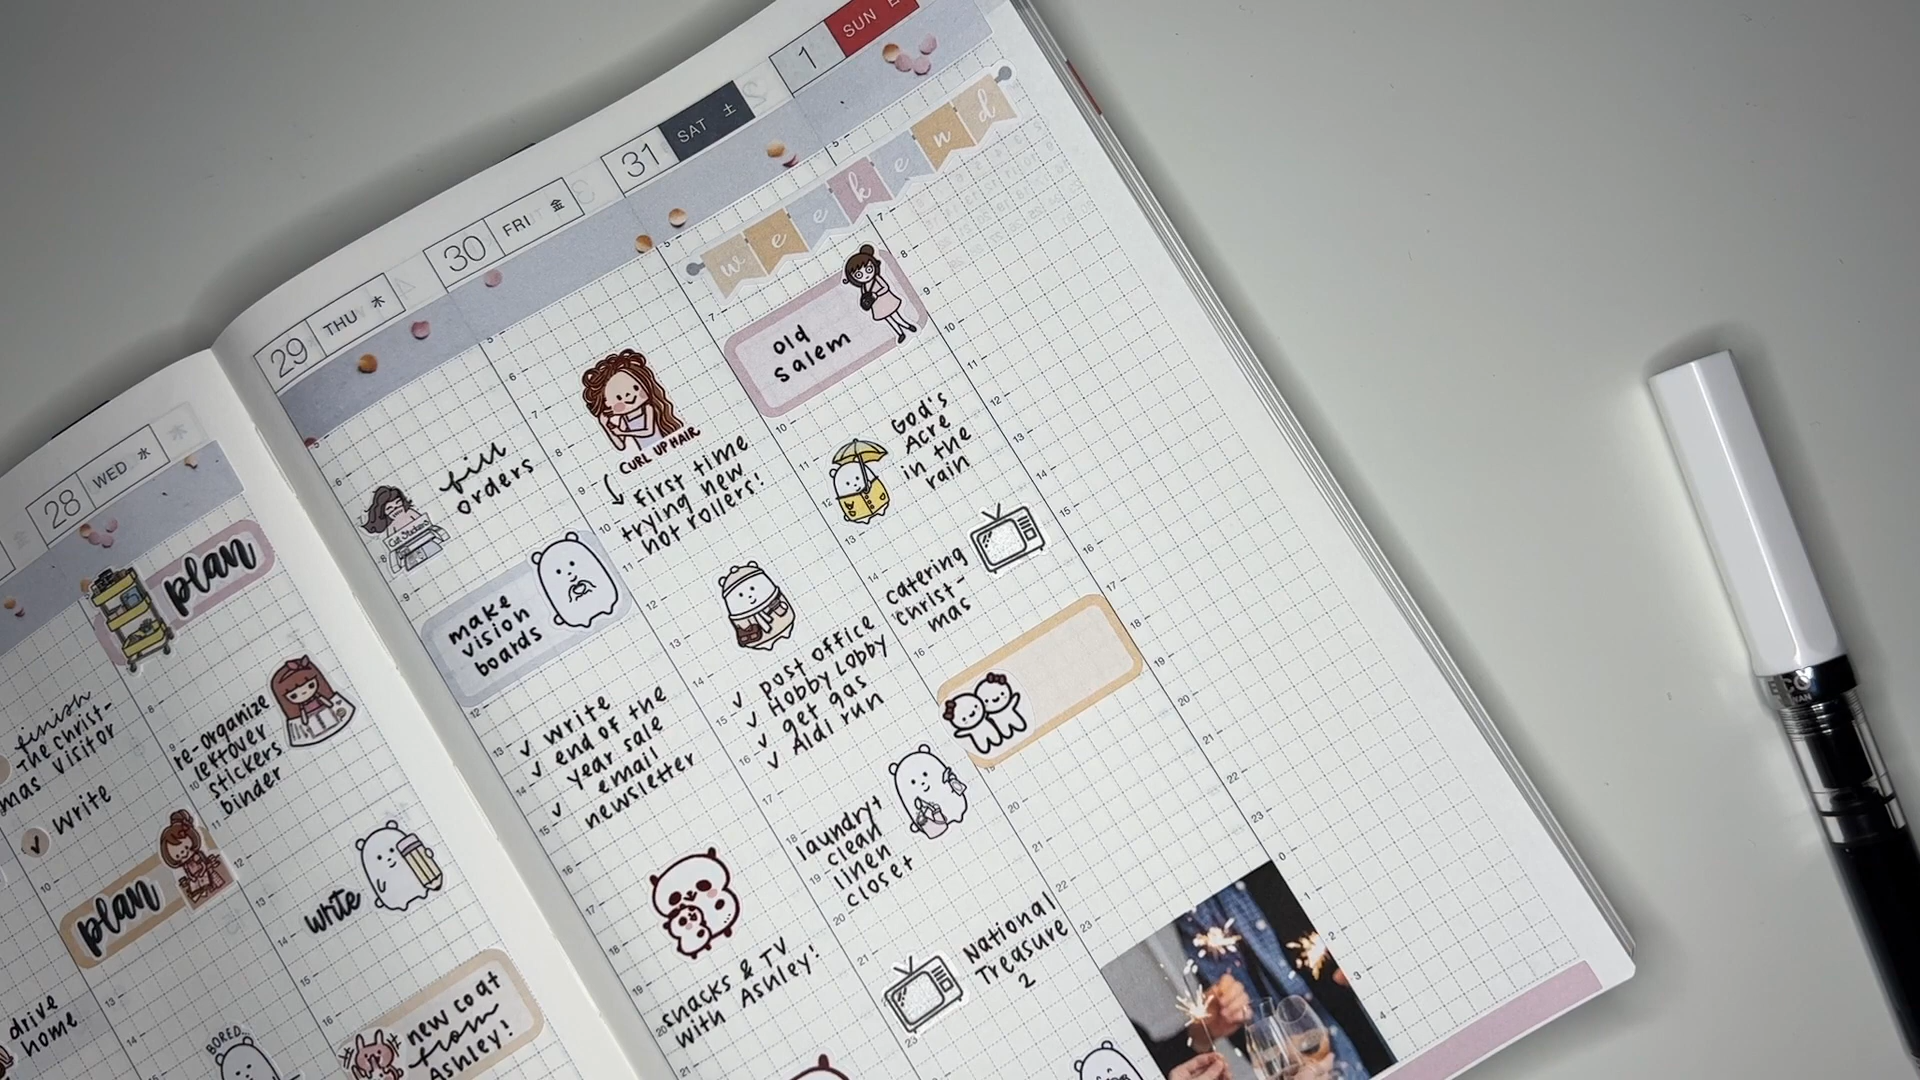 28 WED 水
29 THU 木
30 FRI 金
31 SAT 土
1 SUN
finish
the christ-
mas visitor
write
drive
home
plan
plan
re-organize
leftover
stickers
binder
write
BORED...
new coat
from
Ashley!
fill
orders
make
vision
boards
✓ write
✓ end of the
year sale
✓ email
newsletter
CURL UP HAIR
first time
trying new
hot rollers!
✓ post office
✓ Hobby Lobby
✓ get gas
✓ Aldi run
snacks & TV
with Ashley!
weekend
old
salem
God's
Acre
in the
rain
catering
christ-
mas
laundry +
clean
linen
closet
National
Treasure
2